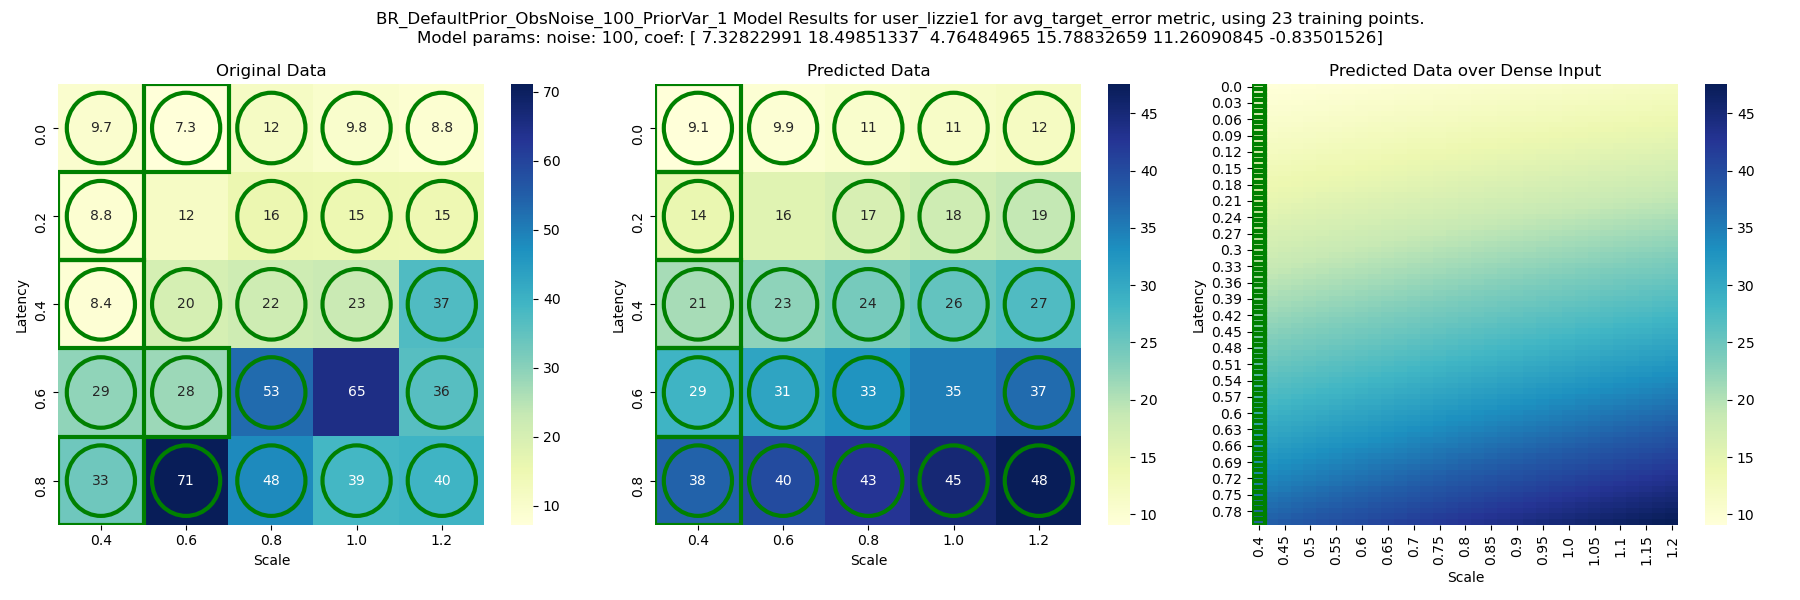 BR_DefaultPrior_ObsNoise_100_PriorVar_1 Model Results for user_lizzie1 for avg_target_error metric, using 23 training points.
Model params: noise: 100, coef: [ 7.32822991 18.49851337  4.76484965 15.78832659 11.26090845 -0.83501526]
Original Data
Latency
0.0
0.2
0.4
0.6
0.8
9.7 7.3 12 9.8 8.8
8.8 12 16 15 15
8.4 20 22 23 37
29 28 53 65 36
33 71 48 39 40
0.4 0.6 0.8 1.0 1.2
Scale
70
60
50
40
30
20
10
Predicted Data
Latency
0.0
0.2
0.4
0.6
0.8
9.1 9.9 11 11 12
14 16 17 18 19
21 23 24 26 27
29 31 33 35 37
38 40 43 45 48
0.4 0.6 0.8 1.0 1.2
Scale
45
40
35
30
25
20
15
10
Predicted Data over Dense Input
Latency
0.0
0.03
0.06
0.09
0.12
0.15
0.18
0.21
0.24
0.27
0.3
0.33
0.36
0.39
0.42
0.45
0.48
0.51
0.54
0.57
0.6
0.63
0.66
0.69
0.72
0.75
0.78
0.4 0.45 0.5 0.55 0.6 0.65 0.7 0.75 0.8 0.85 0.9 0.95 1.0 1.05 1.1 1.15 1.2
Scale
45
40
35
30
25
20
15
10